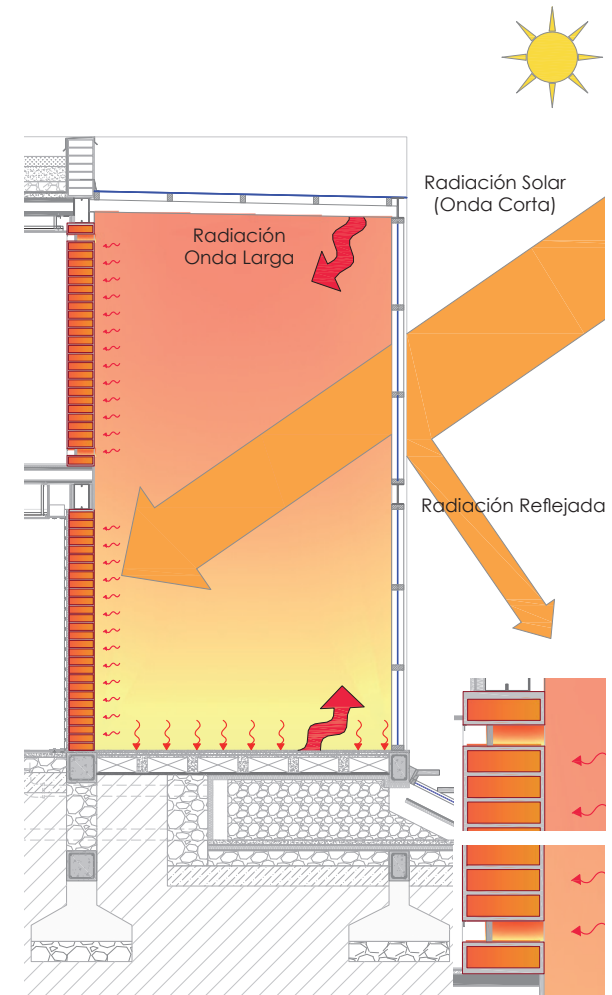 Radiación Solar
(Onda Corta)
Radiación
Onda Larga
Radiación Reflejada